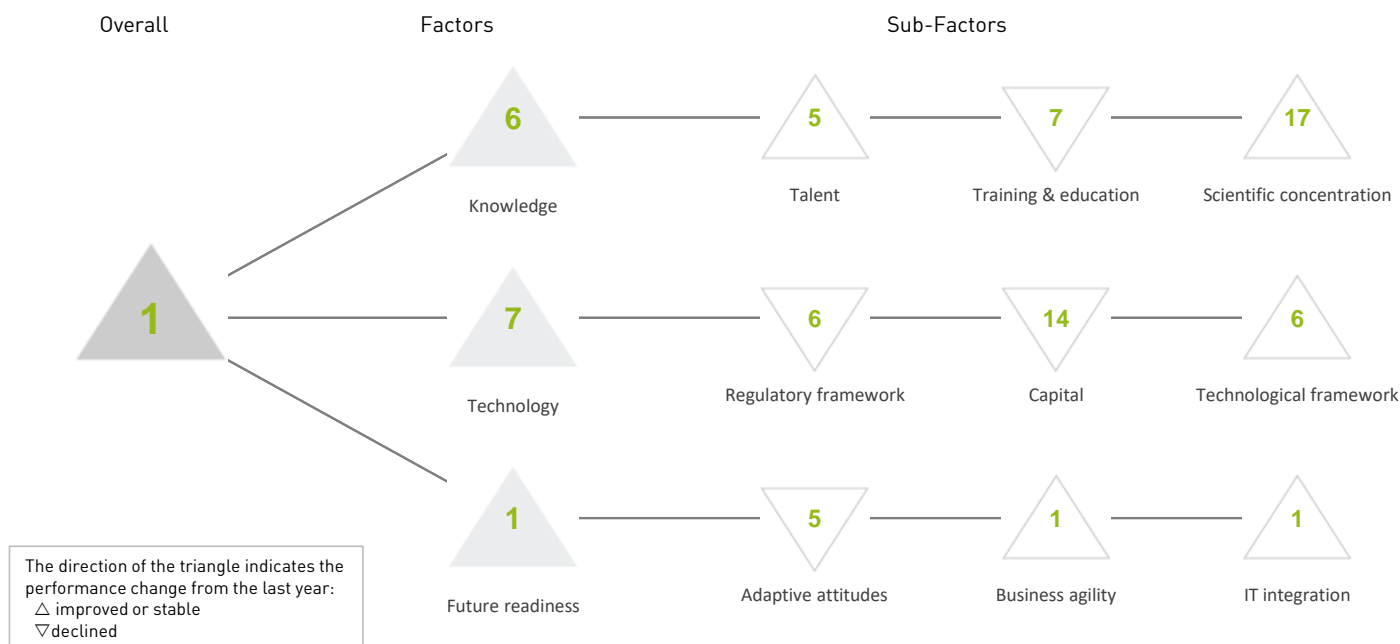 Overall
Factors
Sub-Factors
6
5
7
17
Knowledge
Talent
Training & education
Scientific concentration
1
7
6
14
6
Technology
Regulatory framework
Capital
Technological framework
1
5
1
1
Future readiness
Adaptive attitudes
Business agility
IT integration
The direction of the triangle indicates the
performance change from the last year:
△ improved or stable
▽declined